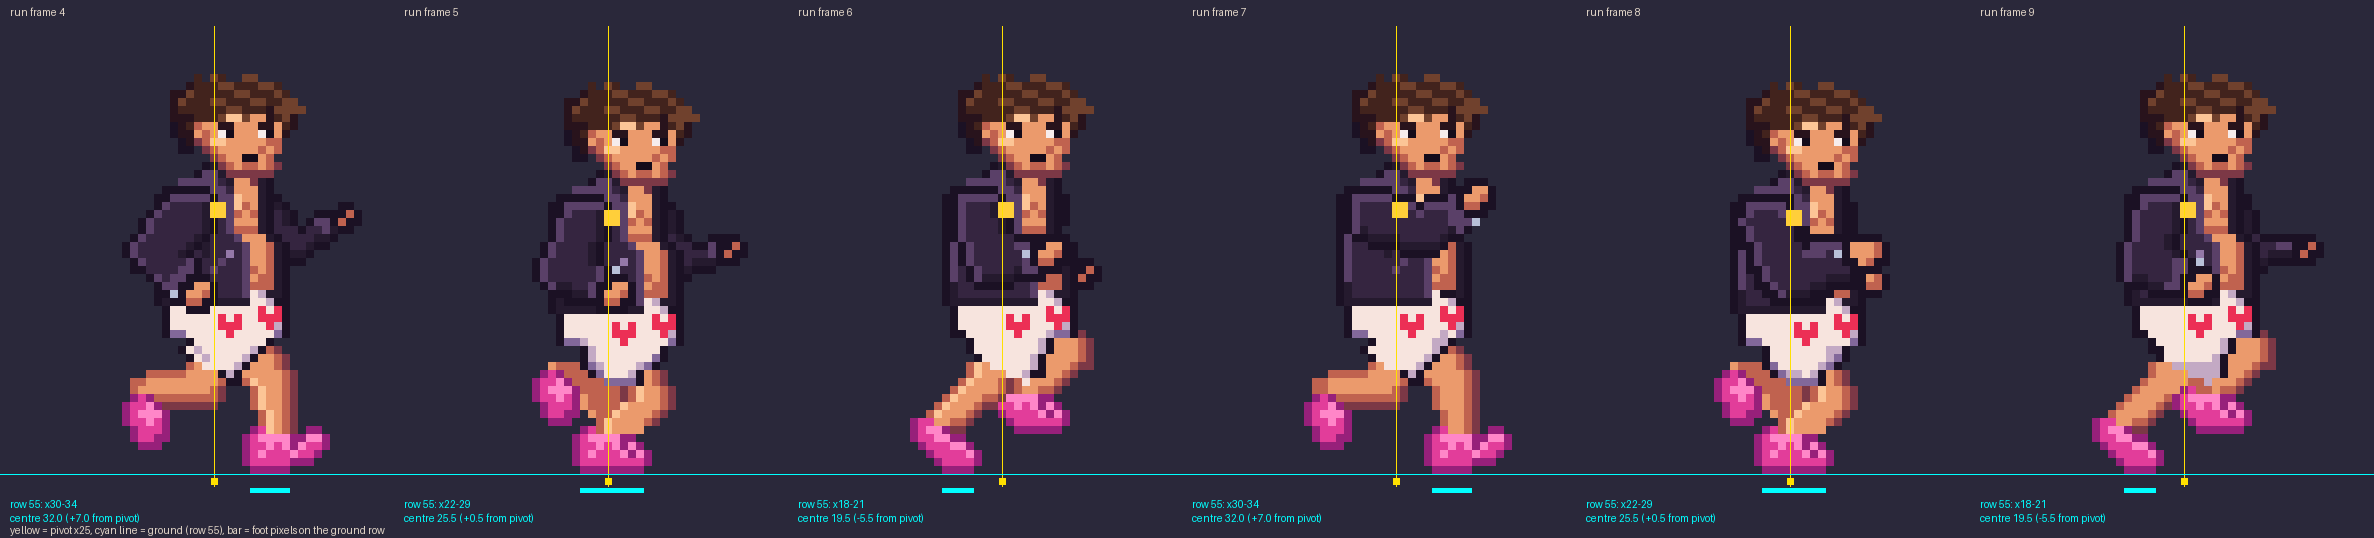 run frame 4
run frame 5
run frame 6
run frame 7
run frame 8
run frame 9
row 55: x30-34
centre 32.0 (+7.0 from pivot)
row 55: x22-29
centre 25.5 (+0.5 from pivot)
row 55: x18-21
centre 19.5 (-5.5 from pivot)
row 55: x30-34
centre 32.0 (+7.0 from pivot)
row 55: x22-29
centre 25.5 (+0.5 from pivot)
row 55: x18-21
centre 19.5 (-5.5 from pivot)
yellow = pivot x25, cyan line = ground (row 55), bar = foot pixels on the ground row